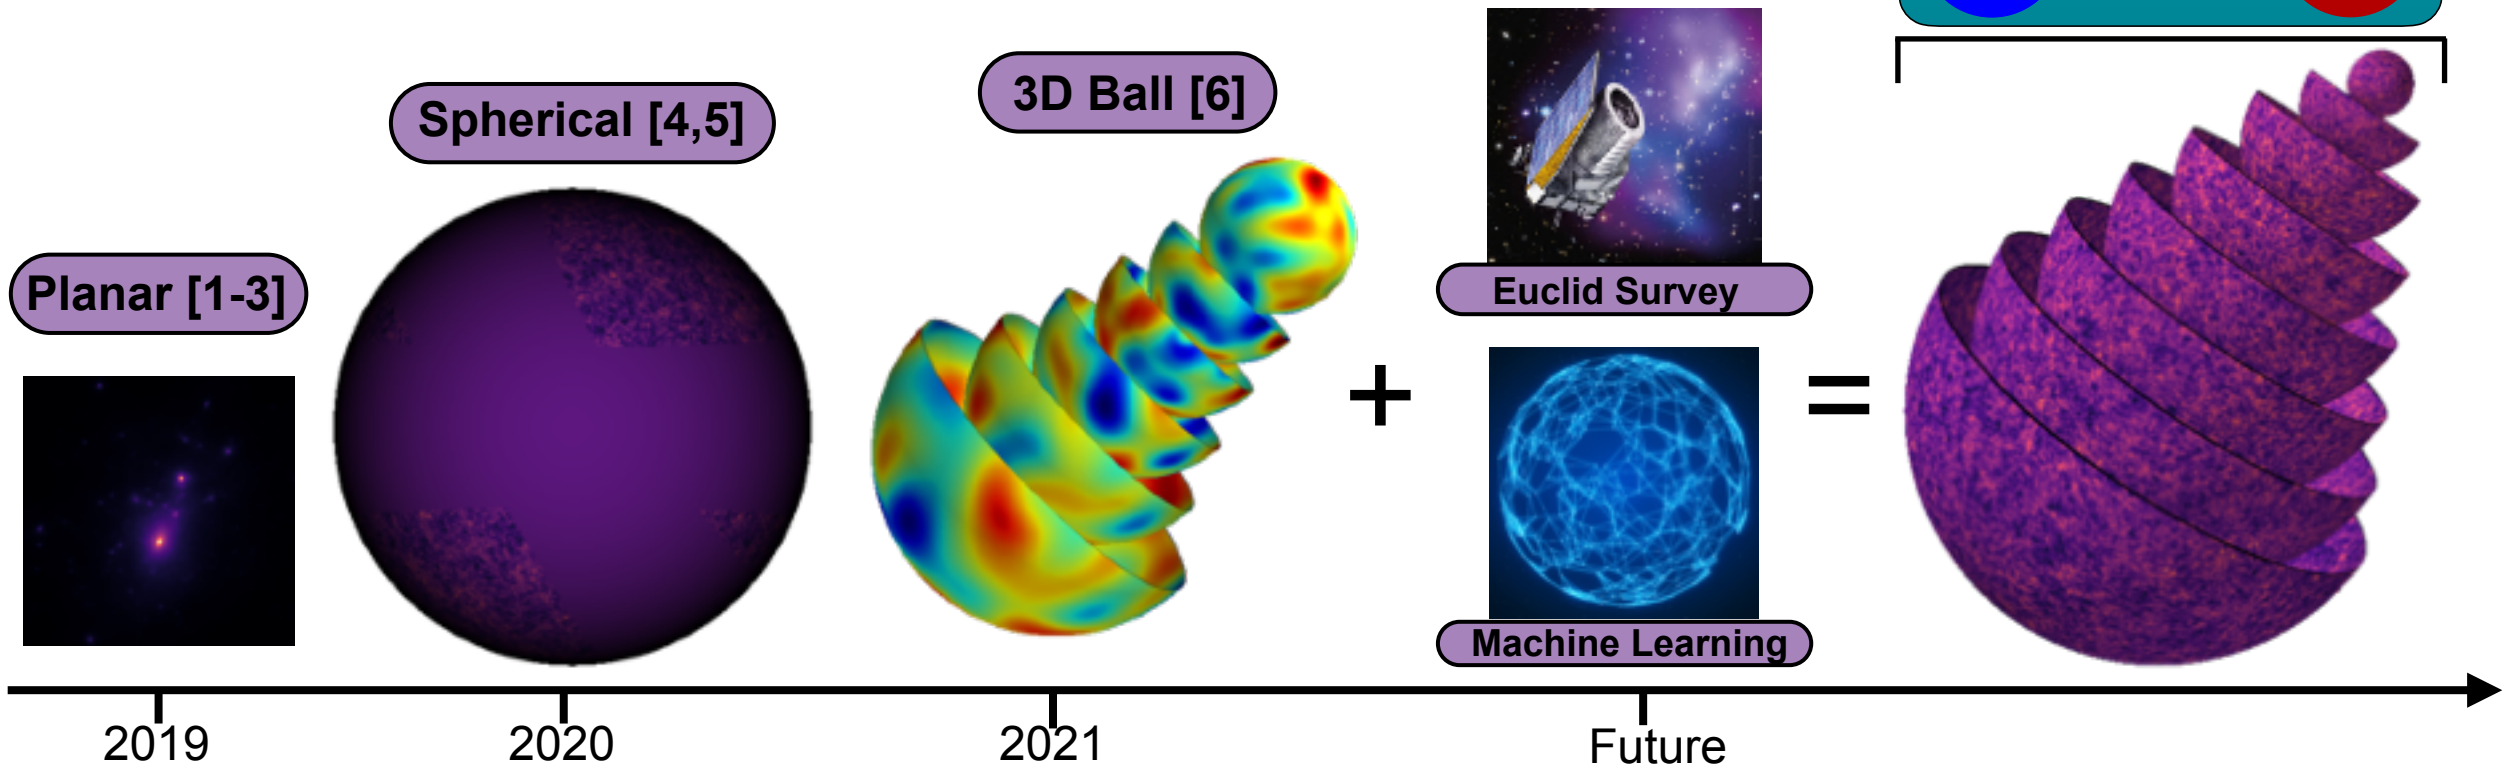 Planar [1-3]
Spherical [4,5]
3D Ball [6]
+
Euclid Survey
Machine Learning
=
2019
2020
2021
Future